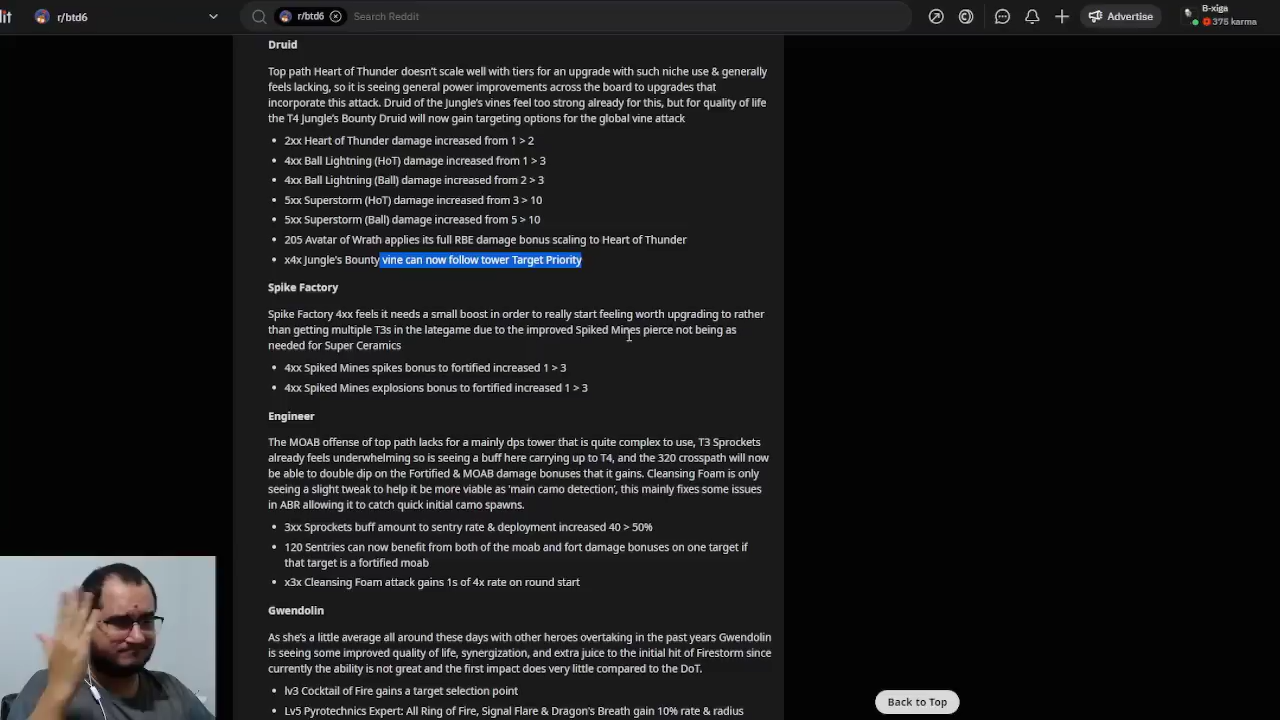 it
r/btd6
r/btd6
Search Reddit
Advertise
B-xiga
375 karma
Druid
Top path Heart of Thunder doesn't scale well with tiers for an upgrade with such niche use & generally
feels lacking, so it is seeing general power improvements across the board to upgrades that
incorporate this attack. Druid of the Jungle's vines feel too strong already for this, but for quality of life
the T4 Jungle's Bounty Druid will now gain targeting options for the global vine attack
• 2xx Heart of Thunder damage increased from 1 > 2
• 4xx Ball Lightning (HoT) damage increased from 1 > 3
• 4xx Ball Lightning (Ball) damage increased from 2 > 3
• 5xx Superstorm (HoT) damage increased from 3 > 10
• 5xx Superstorm (Ball) damage increased from 5 > 10
• 205 Avatar of Wrath applies its full RBE damage bonus scaling to Heart of Thunder
• x4x Jungle's Bounty vine can now follow tower Target Priority
Spike Factory
Spike Factory 4xx feels it needs a small boost in order to really start feeling worth upgrading to rather
than getting multiple T3s in the lategame due to the improved Spiked Mines pierce not being as
needed for Super Ceramics
• 4xx Spiked Mines spikes bonus to fortified increased 1 > 3
• 4xx Spiked Mines explosions bonus to fortified increased 1 > 3
Engineer
The MOAB offense of top path lacks for a mainly dps tower that is quite complex to use, T3 Sprockets
already feels underwhelming so is seeing a buff here carrying up to T4, and the 320 crosspath will now
be able to double dip on the Fortified & MOAB damage bonuses that it gains. Cleansing Foam is only
seeing a slight tweak to help it be more viable as 'main camo detection', this mainly fixes some issues
in ABR allowing it to catch quick initial camo spawns.
• 3xx Sprockets buff amount to sentry rate & deployment increased 40 > 50%
• 120 Sentries can now benefit from both of the moab and fort damage bonuses on one target if
that target is a fortified moab
• x3x Cleansing Foam attack gains 1s of 4x rate on round start
Gwendolin
As she's a little average all around these days with other heroes overtaking in the past years Gwendolin
is seeing some improved quality of life, synergization, and extra juice to the initial hit of Firestorm since
currently the ability is not great and the first impact does very little compared to the DoT.
• lv3 Cocktail of Fire gains a target selection point
• Lv5 Pyrotechnics Expert: All Ring of Fire, Signal Flare & Dragon's Breath gain 10% rate & radius
Back to Top